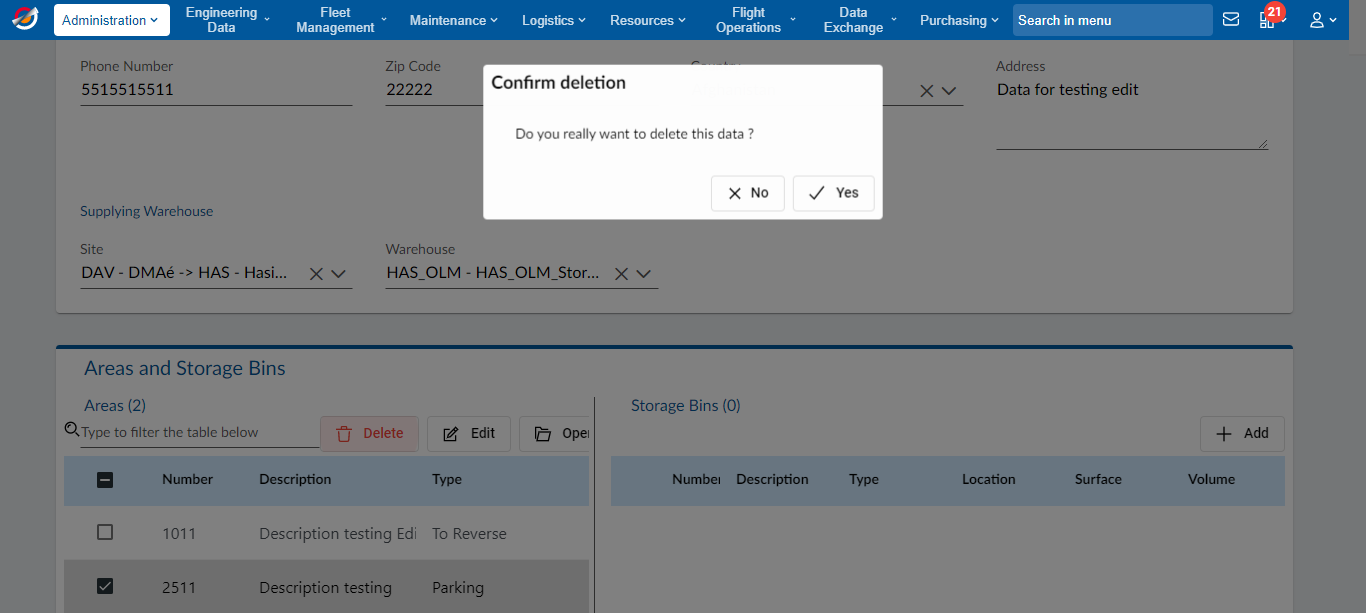 Administration
Engineering Data
Fleet Management
Maintenance
Logistics
Resources
Flight Operations
Data Exchange
Purchasing
Search in menu
21
Phone Number
5515515511
Zip Code
22222
Country
Address
Data for testing edit
Confirm deletion
Do you really want to delete this data ?
No
Yes
Supplying Warehouse
Site
DAV - DMAé -> HAS - Hasi...
Warehouse
HAS_OLM - HAS_OLM_Stor...
Areas and Storage Bins
Areas (2)
Type to filter the table below
Delete
Edit
Ope
Number Description Type
1011 Description testing Edi To Reverse
2511 Description testing Parking
Storage Bins (0)
Add
Number Description Type Location Surface Volume